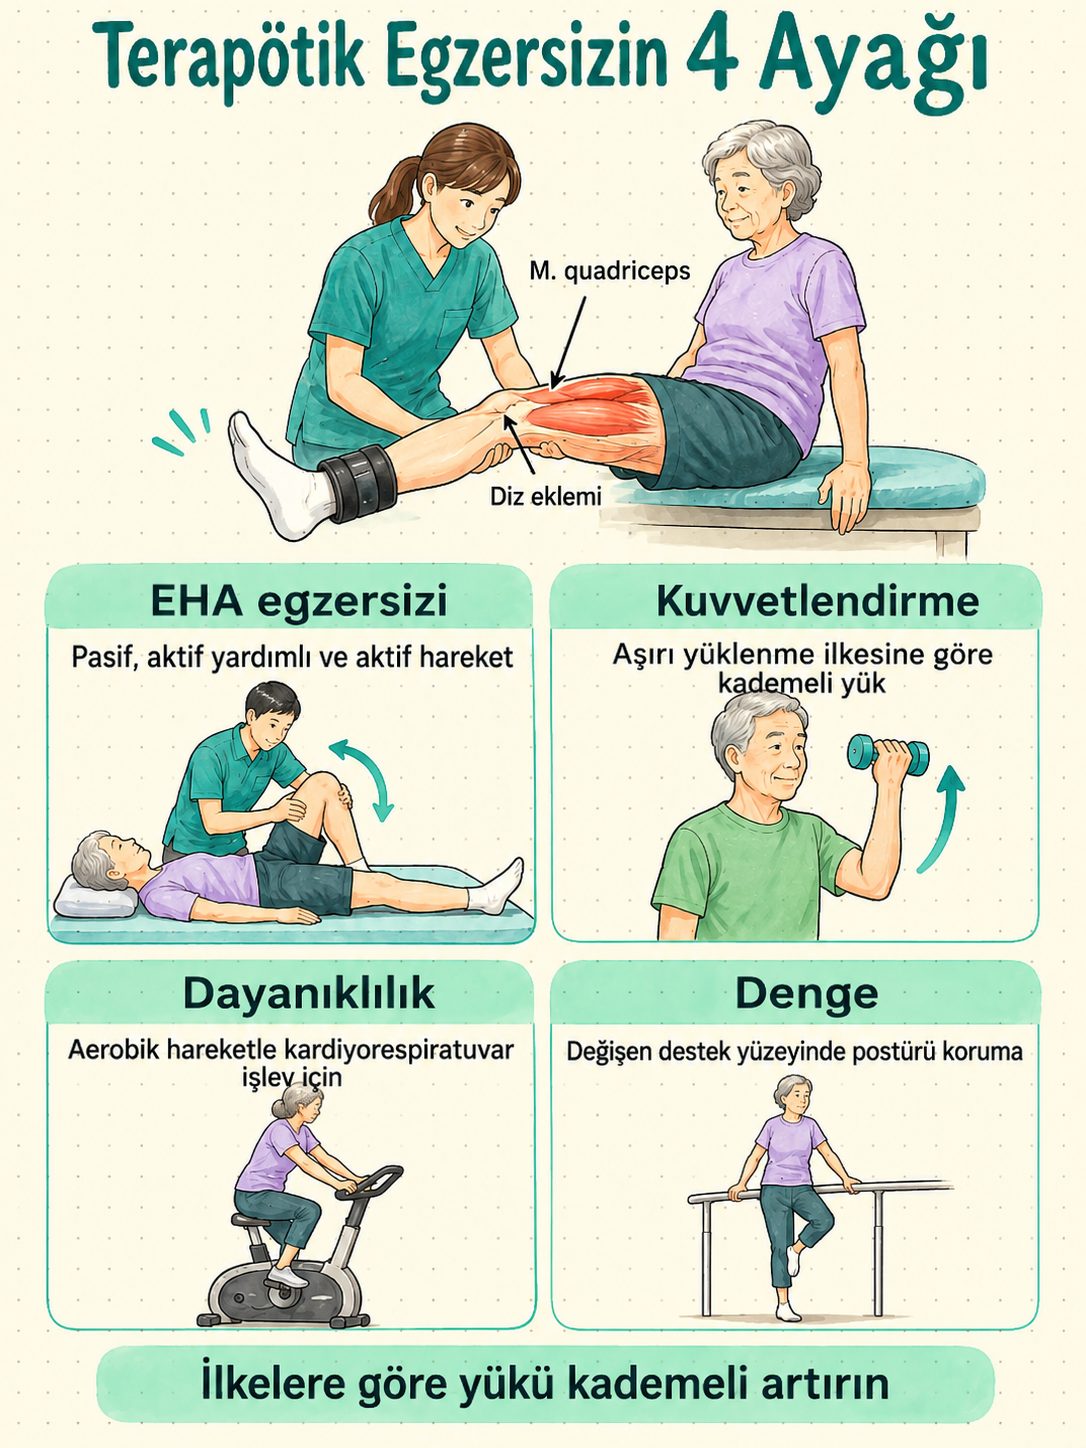 Terapötik Egzersizin 4 Ayağı
M. quadriceps
Diz eklemi
EHA egzersizi
Pasif, aktif yardımlı ve aktif hareket
Kuvvetlendirme
Aşırı yüklenme ilkesine göre
kademeli yük
Dayanıklılık
Aerobik hareketle kardiyorespiratuvar
işlev için
Denge
Değişen destek yüzeyinde postürü koruma
İlkelere göre yükü kademeli artırın